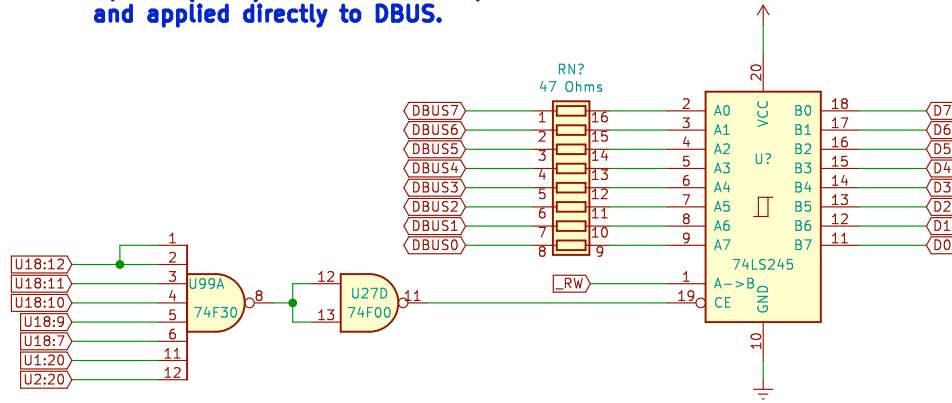 and applied directly to DBUS.
RN?
47 Ohms
20
VCC
DBUS7 1 16 2 A0 B0 18 D7
DBUS6 2 15 3 A1 B1 17 D6
DBUS5 3 14 4 A2 B2 16 D5
U?
DBUS4 4 13 5 A3 B3 15 D4
DBUS3 5 12 6 A4 B4 14 D3
DBUS2 6 11 7 A5 B5 13 D2
DBUS1 7 10 8 A6 B6 12 D1
DBUS0 8 9 9 A7 B7 11 D0
74LS245
_RW 1 A->B
19 CE
GND
10
1
U18:12 2
U18:11 3
U18:10 4
U18:9 5
U18:7 6
U1:20 11
U2:20 12
U99A
74F30
8
12
13
U27D
74F00
11